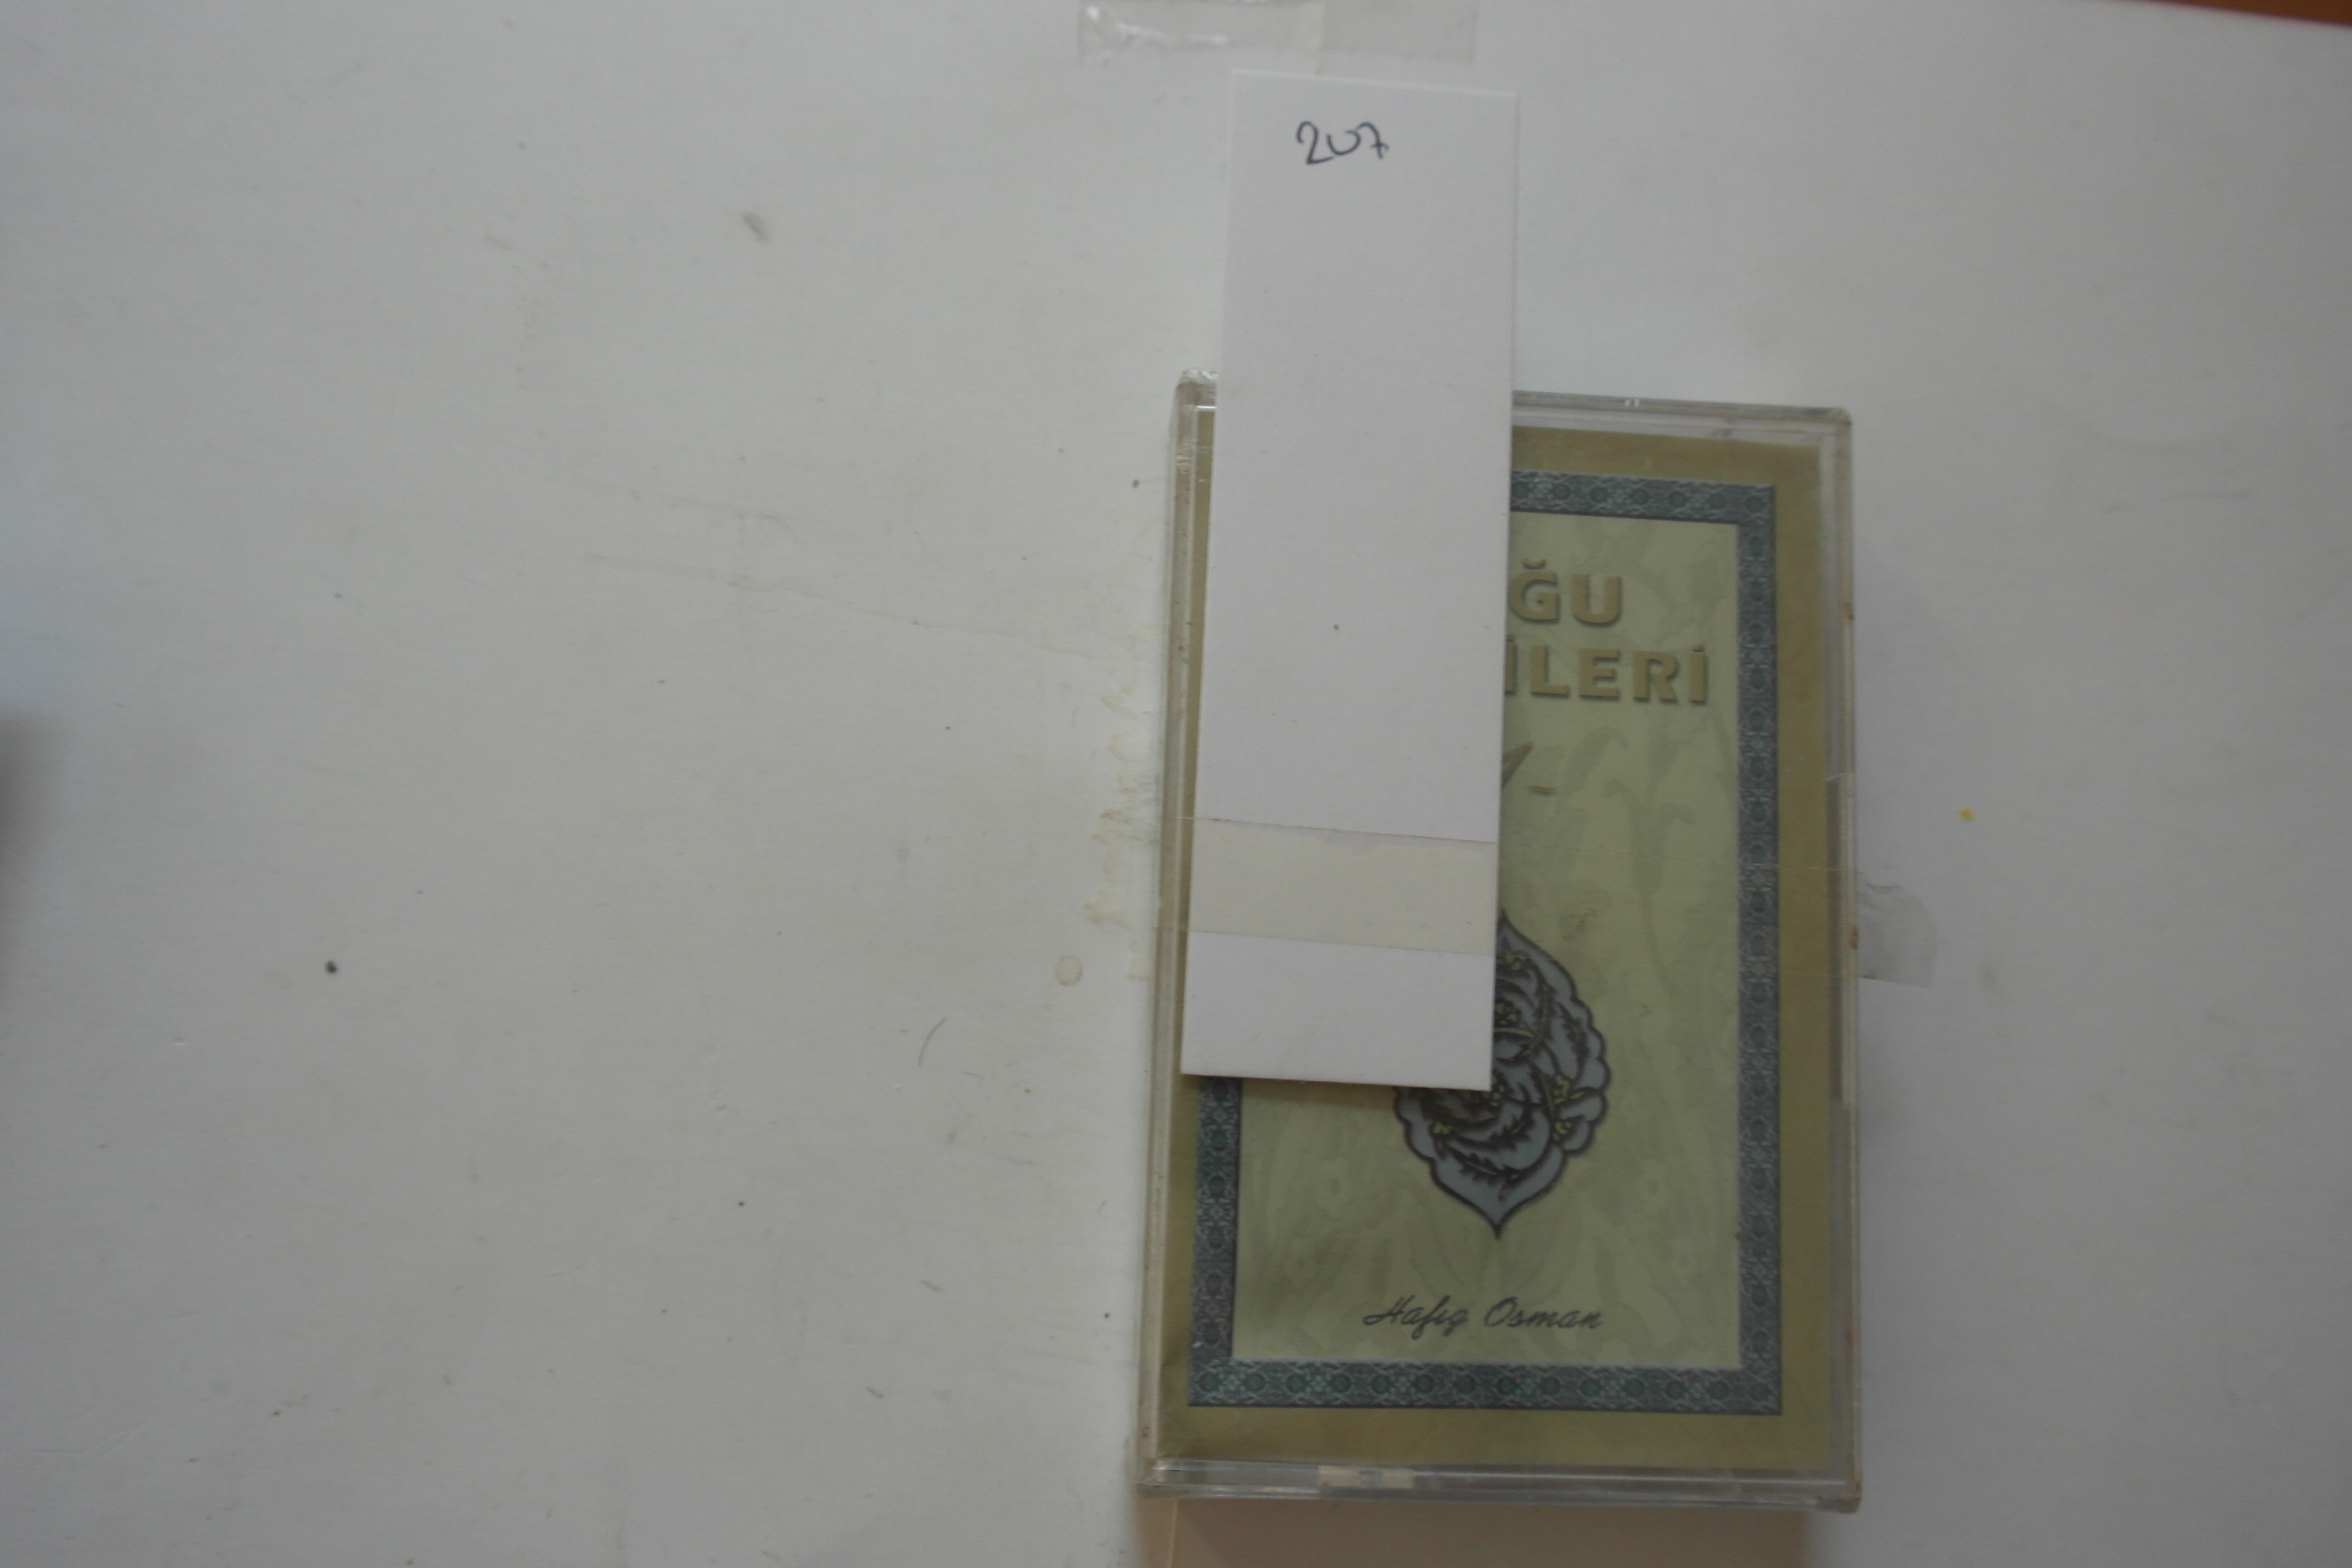 207
ĞU
İLERİ
Hafız Osman